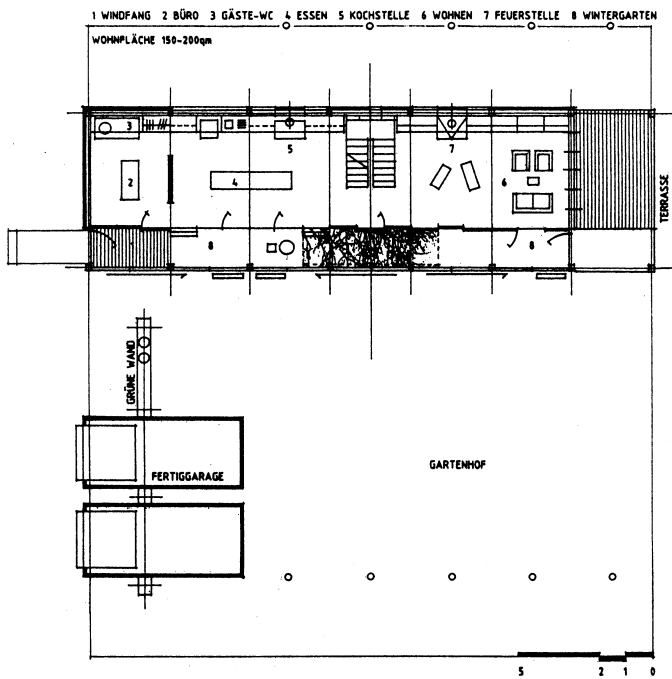 1 WINDFANG 2 BÜRO 3 GÄSTE-WC 4 ESSEN 5 KOCHSTELLE 6 WOHNEN 7 FEUERSTELLE 8 WINTERGARTEN
WOHNFLÄCHE 150-200qm
3
5
7
2
4
6
TERRASSE
8
8
GRÜNE WAND
FERTIGGARAGE
GARTENHOF
5 2 1 0